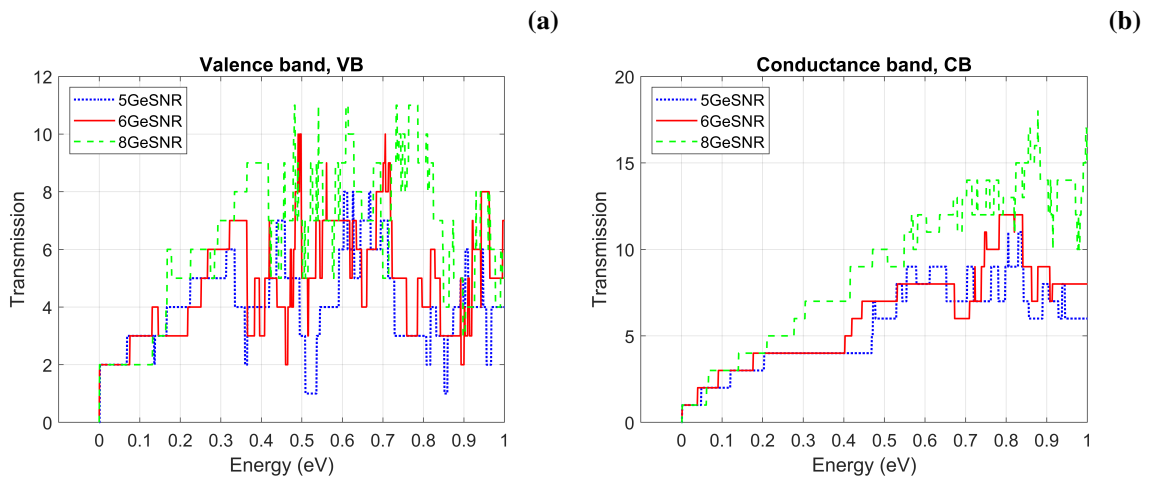 (a)
Valence band, VB
12
10
8
6
4
2
0
Transmission
5GeSNR
6GeSNR
8GeSNR
0 0.1 0.2 0.3 0.4 0.5 0.6 0.7 0.8 0.9 1
Energy (eV)
(b)
Conductance band, CB
20
15
10
5
0
Transmission
5GeSNR
6GeSNR
8GeSNR
0 0.1 0.2 0.3 0.4 0.5 0.6 0.7 0.8 0.9 1
Energy (eV)